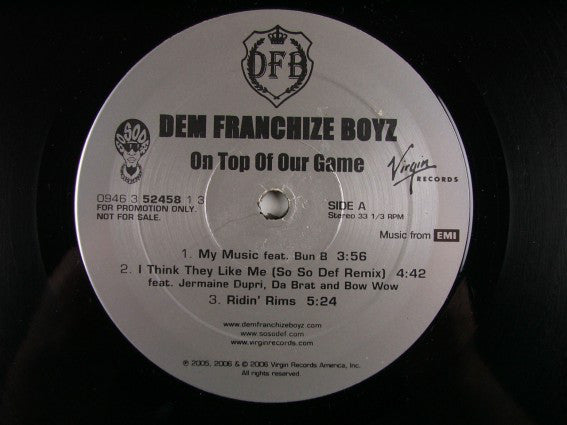 DFB
DEM FRANCHIZE BOYZ
On Top Of Our Game
SO SO DEF
Virgin
RECORDS
0946 3 52458 1 3
FOR PROMOTION ONLY.
NOT FOR SALE.
SIDE A
Stereo 33 1/3 RPM
Music from EMI
1. My Music feat. Bun B 3:56
2. I Think They Like Me (So So Def Remix) 4:42
feat. Jermaine Dupri, Da Brat and Bow Wow
3. Ridin' Rims 5:24
www.demfranchizeboyz.com
www.sosodef.com
www.virginrecords.com
℗ 2005, 2006 & © 2006 Virgin Records America, Inc.
All rights reserved.